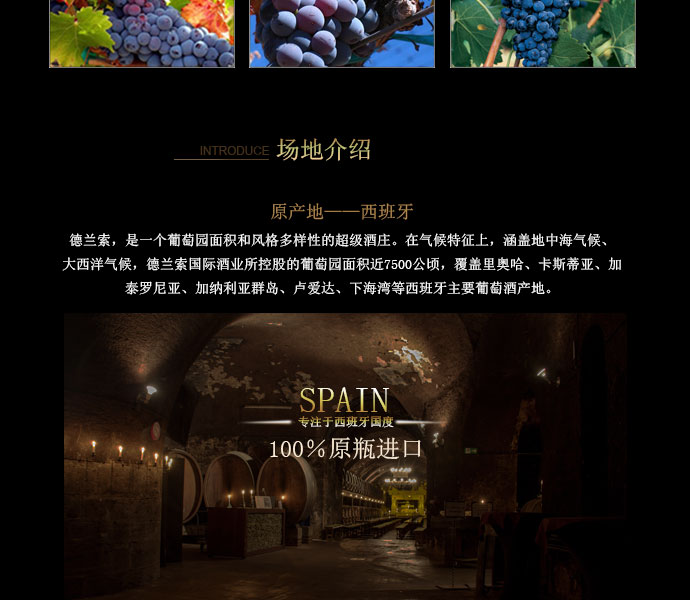 INTRODUCE 场地介绍
原产地——西班牙
德兰索，是一个葡萄园面积和风格多样性的超级酒庄。在气候特征上，涵盖地中海气候、
大西洋气候，德兰索国际酒业所控股的葡萄园面积近7500公顷，覆盖里奥哈、卡斯蒂亚、加
泰罗尼亚、加纳利亚群岛、卢爱达、下海湾等西班牙主要葡萄酒产地。
SPAIN
专注于西班牙国度
100%原瓶进口